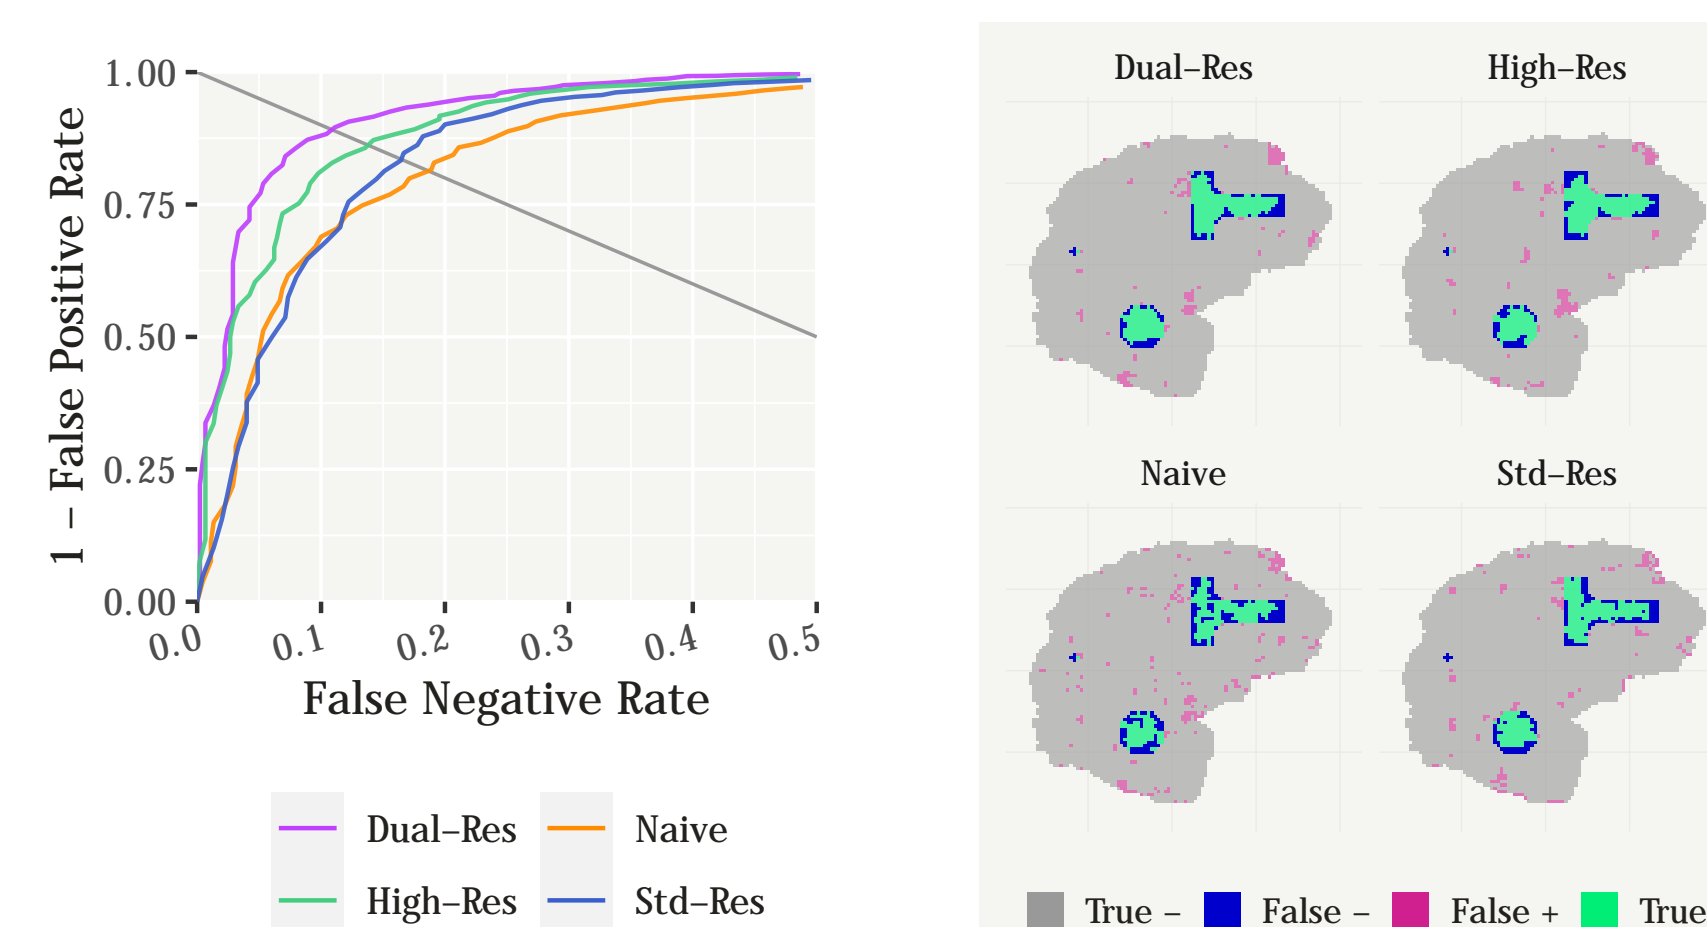 1 – False Positive Rate
1.00
0.75
0.50
0.25
0.00
0.0 0.1 0.2 0.3 0.4 0.5
False Negative Rate
Dual–Res Naive
High–Res Std–Res
Dual–Res High–Res
Naive Std–Res
True – False – False + True